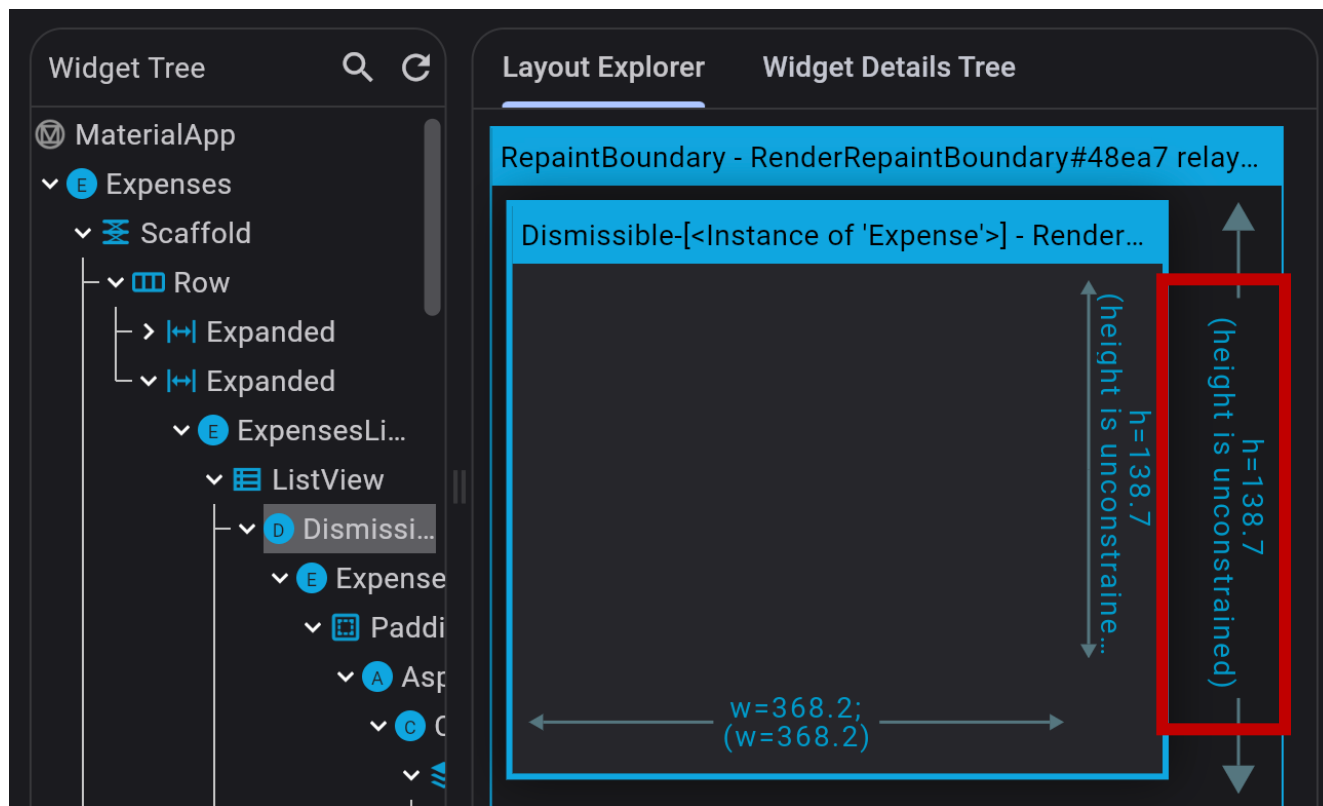 Widget Tree
Layout Explorer
Widget Details Tree
MaterialApp
E Expenses
Scaffold
Row
Expanded
Expanded
E ExpensesLi...
ListView
D Dismissi...
E Expense
Paddi
A Asp
C C
RepaintBoundary - RenderRepaintBoundary#48ea7 relay...
Dismissible-[<Instance of 'Expense'>] - Render...
h=138.7
(height is unconstraine...
w=368.2;
(w=368.2)
h=138.7
(height is unconstrained)